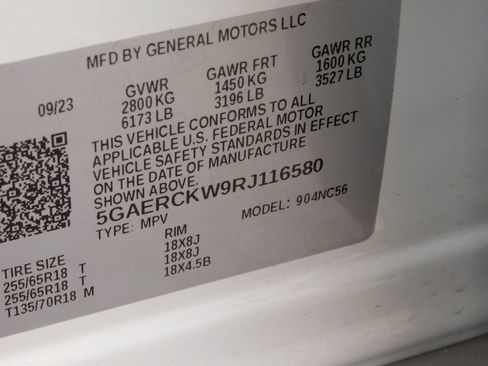 MFD BY GENERAL MOTORS LLC
09/23 GVWR GAWR FRT GAWR RR
2800 KG 1450 KG 1600 KG
6173 LB 3196 LB 3527 LB
THIS VEHICLE CONFORMS TO ALL
APPLICABLE U.S. FEDERAL MOTOR
VEHICLE SAFETY STANDARDS IN EFFECT
ON THE DATE OF MANUFACTURE
SHOWN ABOVE.
5GAERCKW9RJ116580
TYPE: MPV MODEL: 904NC56
TIRE SIZE RIM
255/65R18 T 18X8J
255/65R18 T 18X8J
T135/70R18 M 18X4.5B